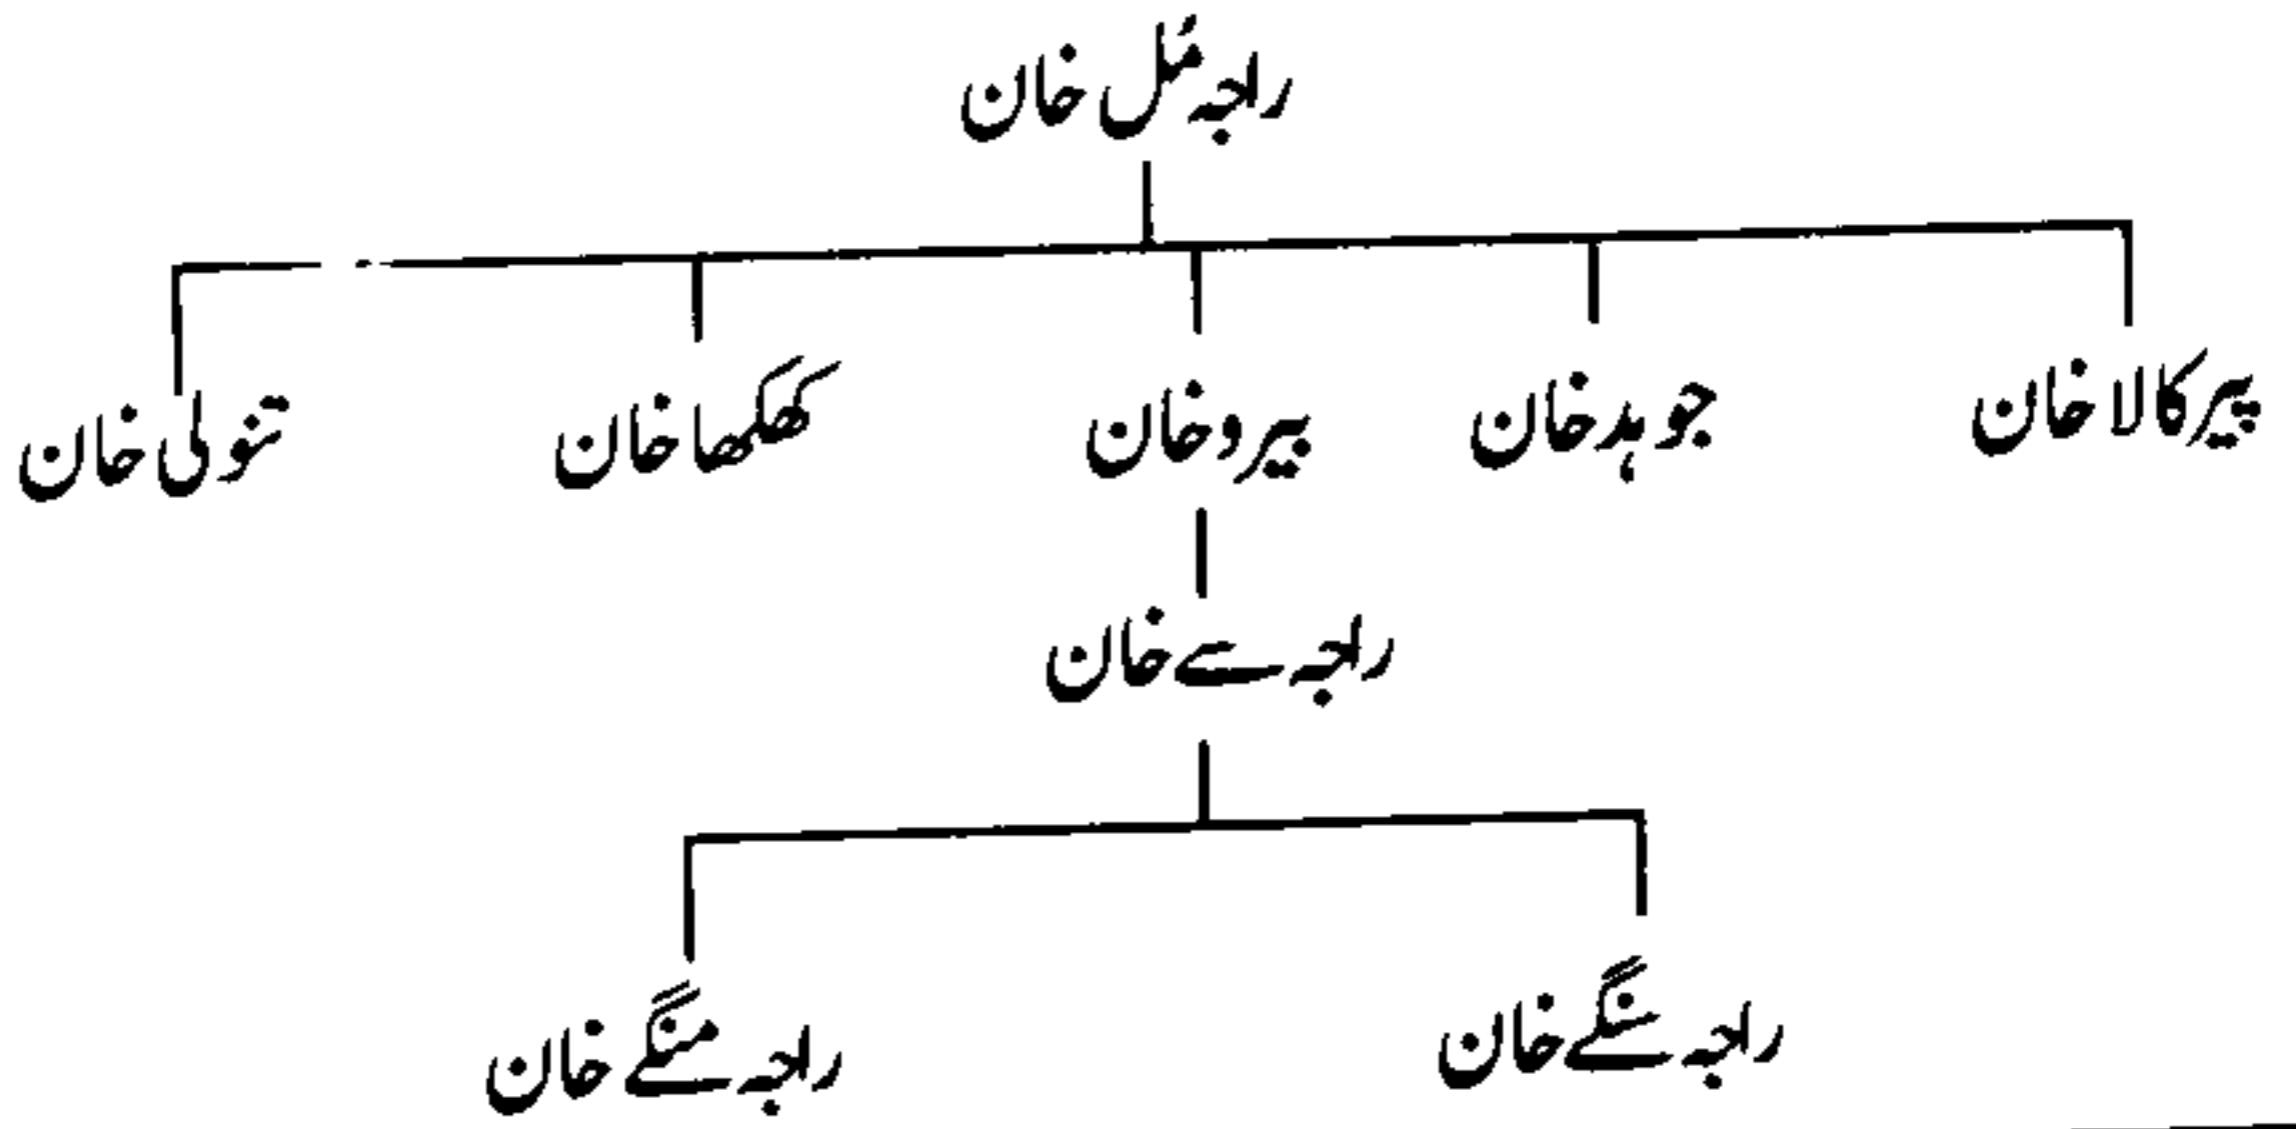 راجہ مُل خان
پیر کالا خان
جوہد خان
بیرو خان
کھکھا خان
تنولی خان
راجہ سے خان
راجہ سنگے خان
راجہ منگے خان